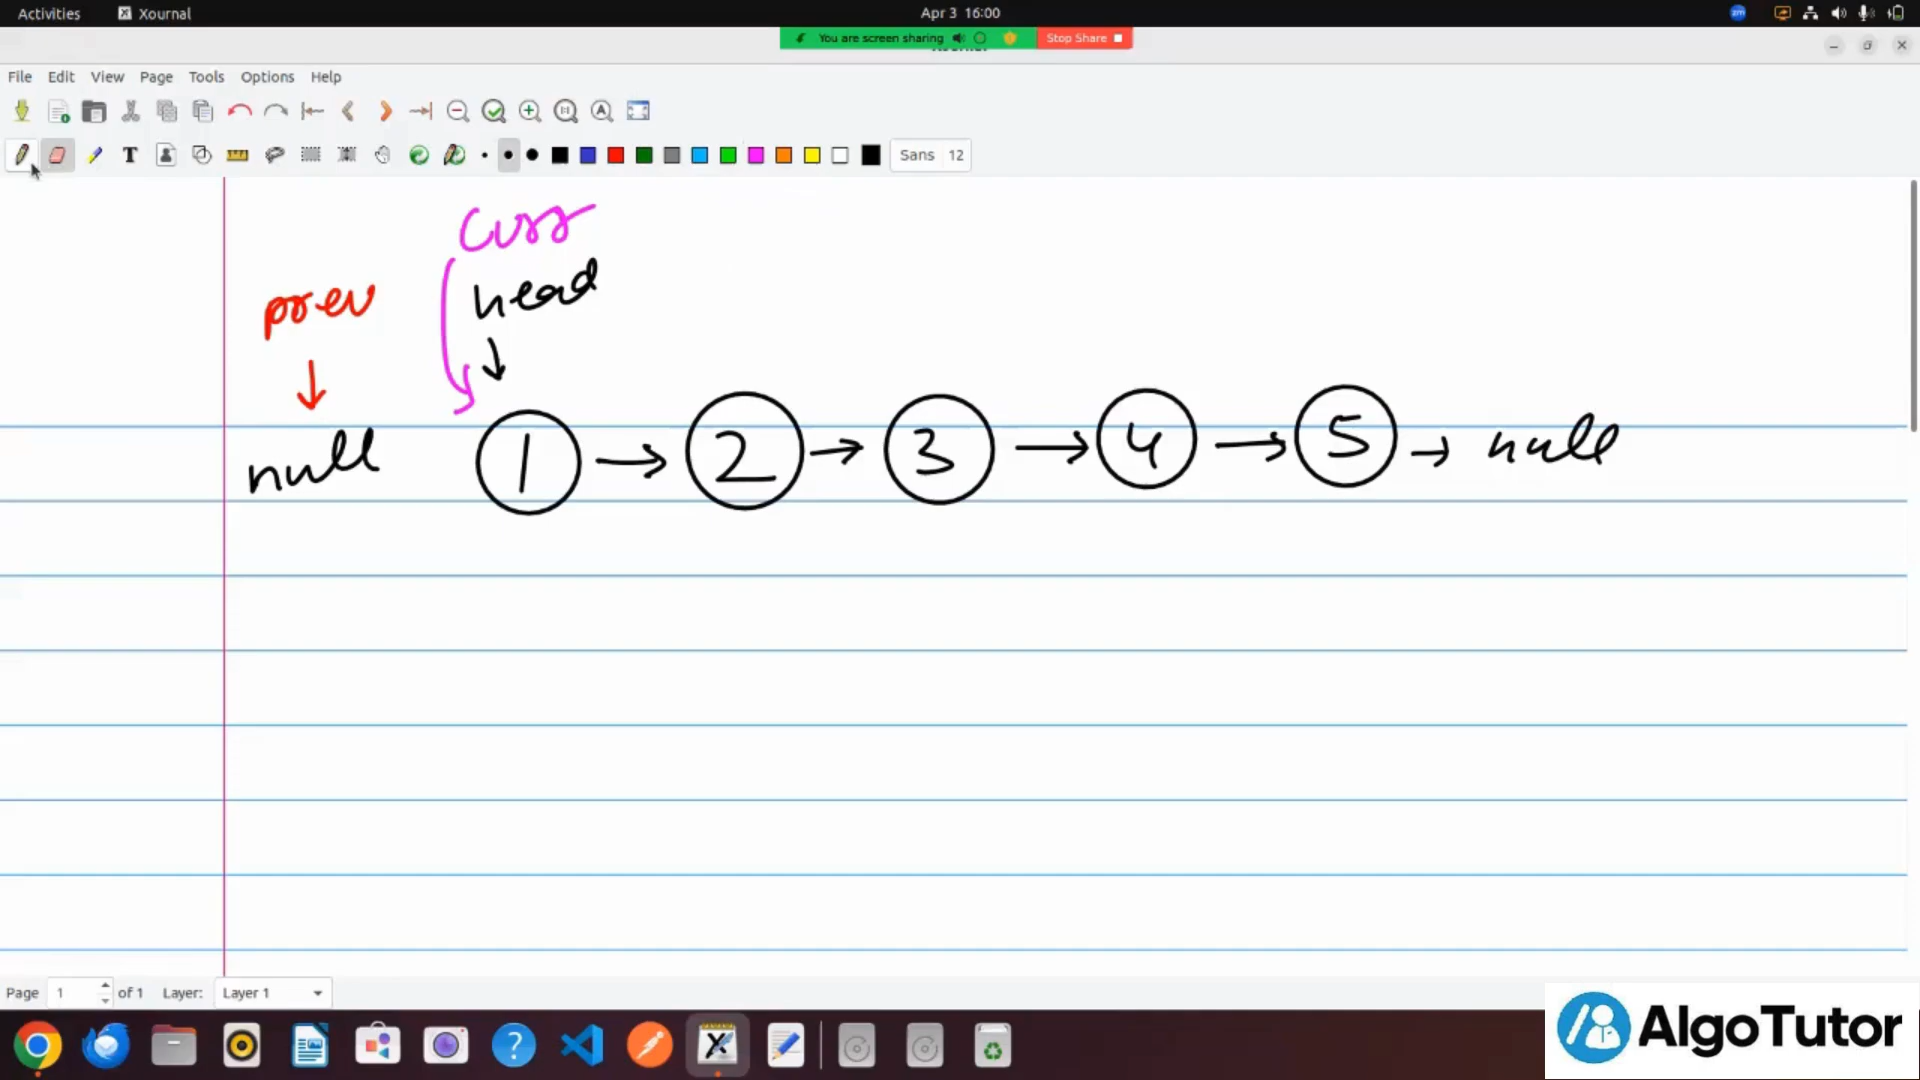 Activities Xournal Apr 3 16:00 zm
You are screen sharing Stop Share
File Edit View Page Tools Options Help
T Sans 12
Curr
prev head
null 1 → 2 → 3 → 4 → 5 → null
Page 1 of 1 Layer: Layer 1
AlgoTutor